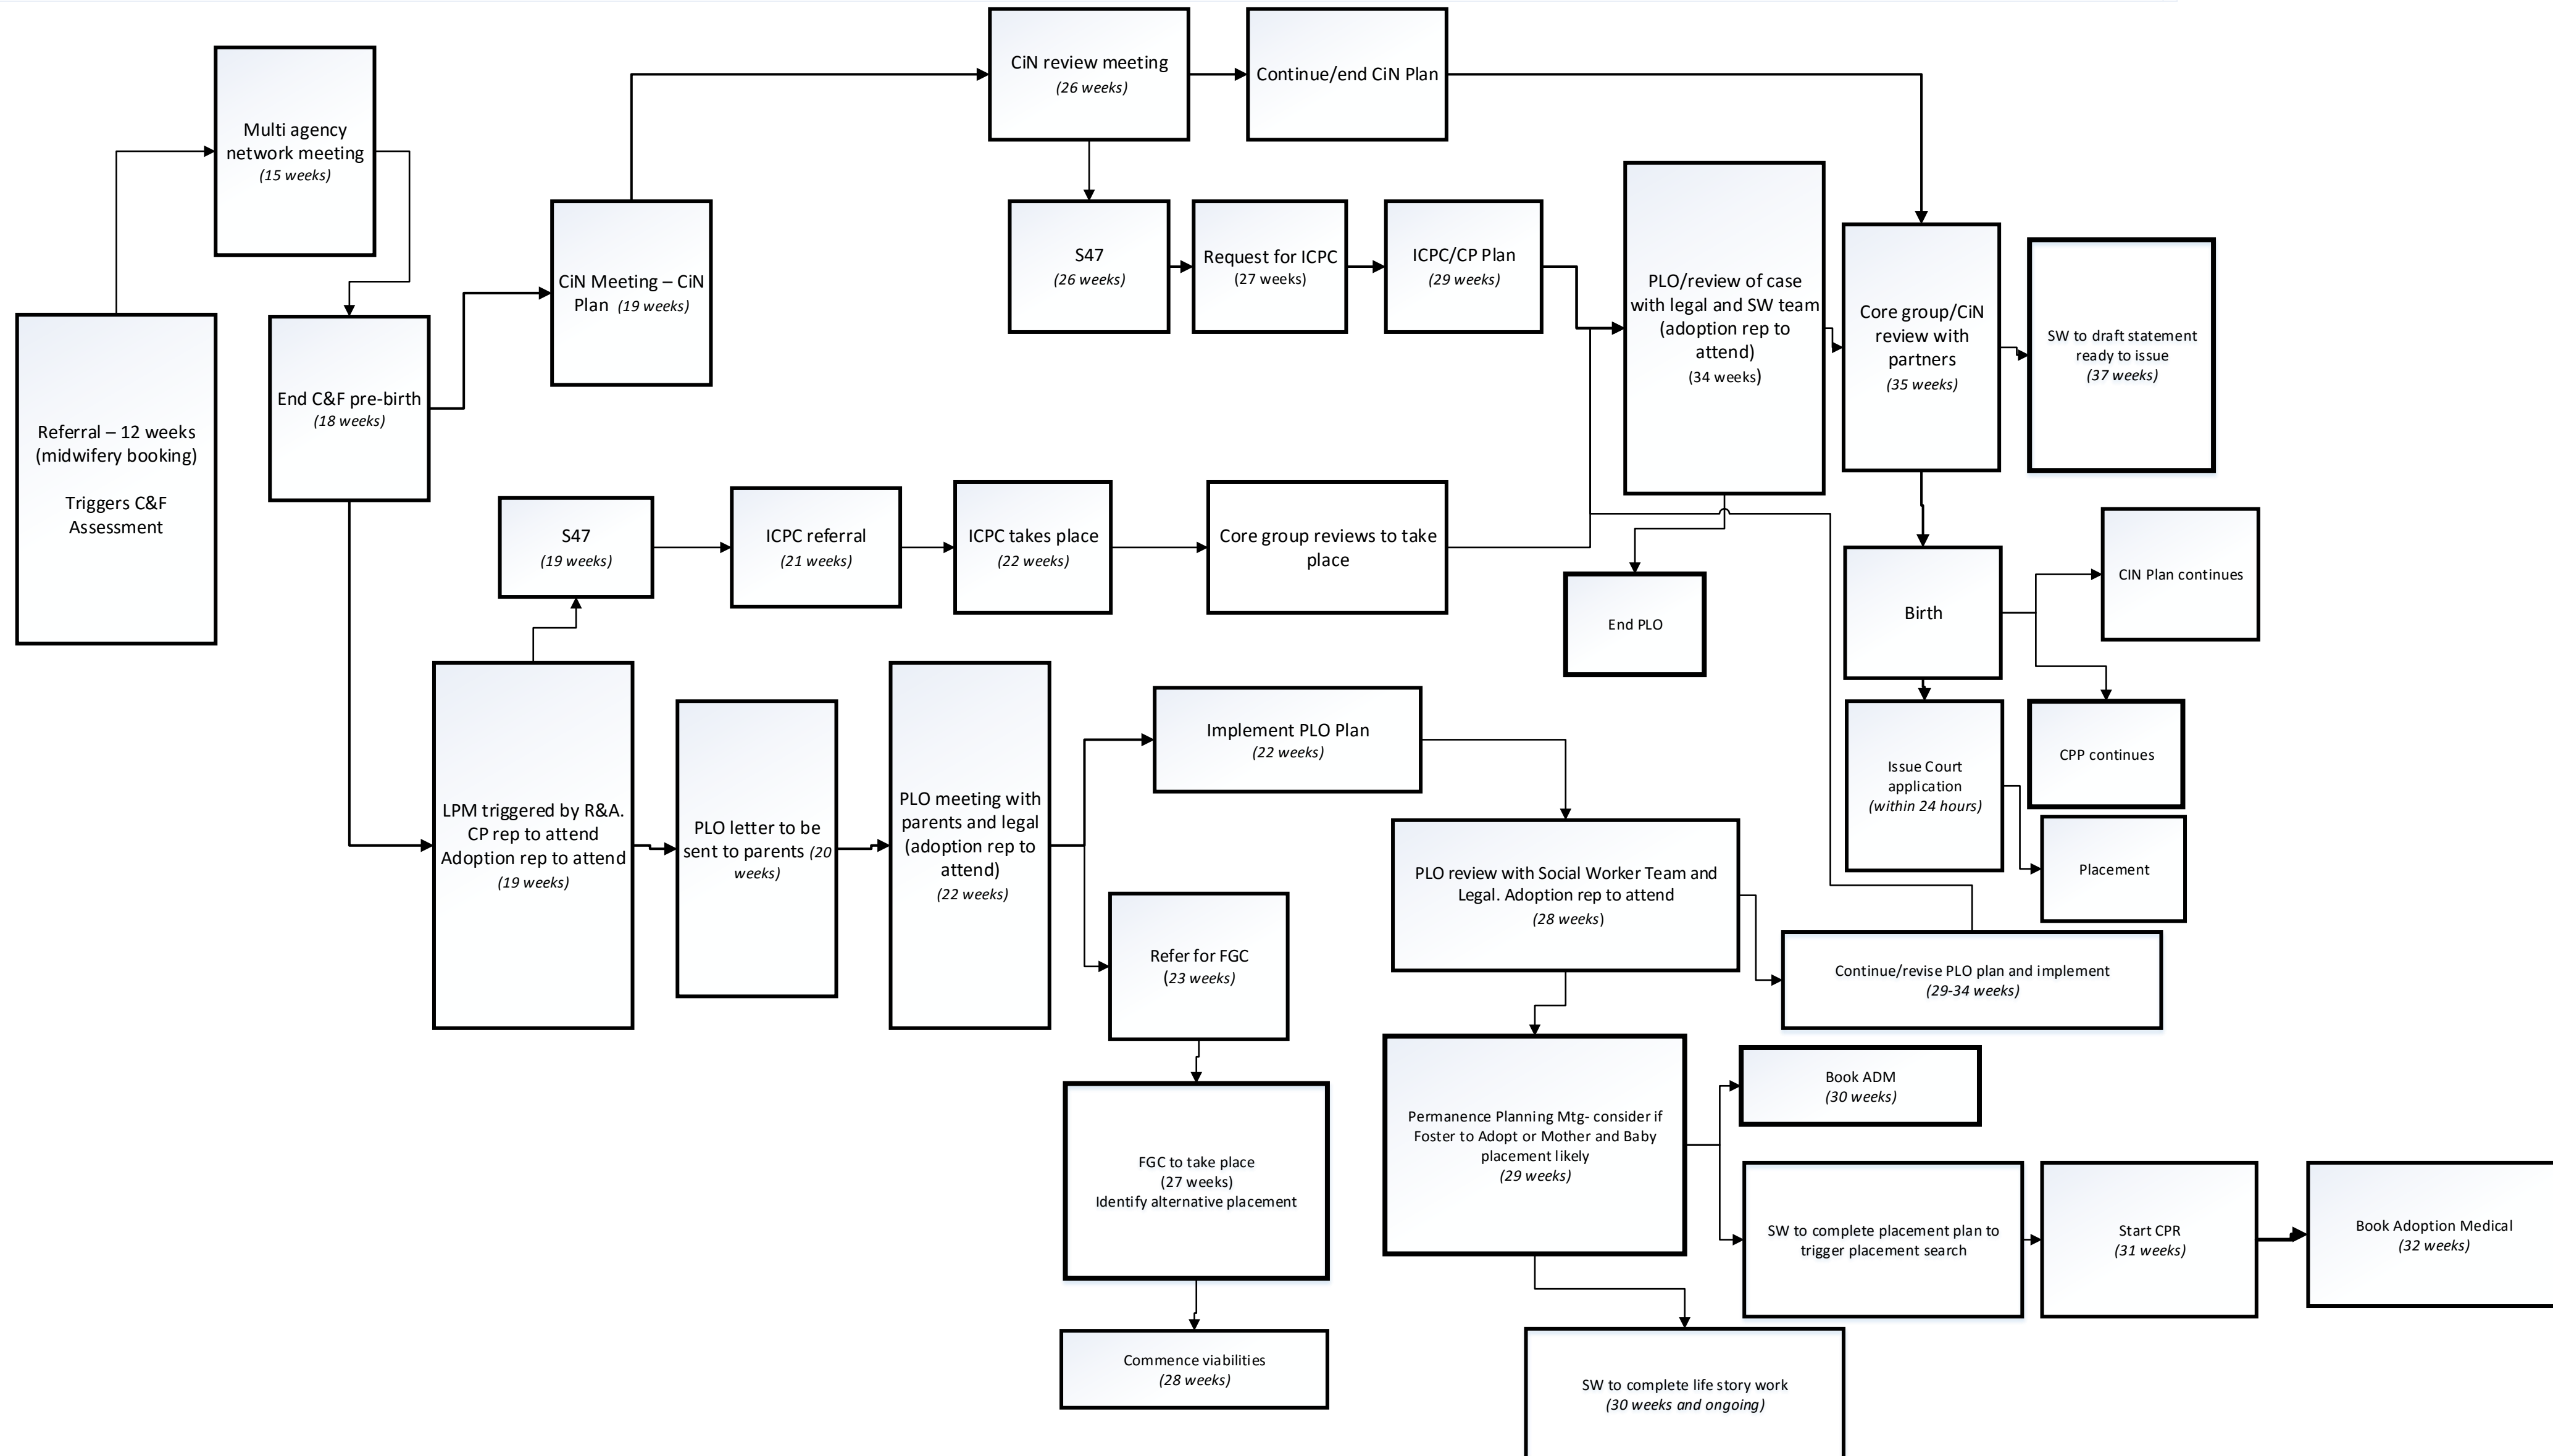 CiN review meeting
(26 weeks)
Continue/end CiN Plan
Multi agency
network meeting
(15 weeks)
CiN Meeting – CiN
Plan (19 weeks)
S47
(26 weeks)
Request for ICPC
(27 weeks)
ICPC/CP Plan
(29 weeks)
PLO/review of case
with legal and SW team
(adoption rep to
attend)
(34 weeks)
Core group/CiN
review with
partners
(35 weeks)
SW to draft statement
ready to issue
(37 weeks)
End C&F pre-birth
(18 weeks)
Referral – 12 weeks
(midwifery booking)
Triggers C&F
Assessment
S47
(19 weeks)
ICPC referral
(21 weeks)
ICPC takes place
(22 weeks)
Core group reviews to take
place
End PLO
Birth
CIN Plan continues
CPP continues
Issue Court
application
(within 24 hours)
Placement
LPM triggered by R&A.
CP rep to attend
Adoption rep to attend
(19 weeks)
PLO letter to be
sent to parents (20
weeks)
PLO meeting with
parents and legal
(adoption rep to
attend)
(22 weeks)
Implement PLO Plan
(22 weeks)
Refer for FGC
(23 weeks)
PLO review with Social Worker Team and
Legal. Adoption rep to attend
(28 weeks)
Continue/revise PLO plan and implement
(29-34 weeks)
FGC to take place
(27 weeks)
Identify alternative placement
Permanence Planning Mtg- consider if
Foster to Adopt or Mother and Baby
placement likely
(29 weeks)
Book ADM
(30 weeks)
SW to complete placement plan to
trigger placement search
Start CPR
(31 weeks)
Book Adoption Medical
(32 weeks)
Commence viabilities
(28 weeks)
SW to complete life story work
(30 weeks and ongoing)